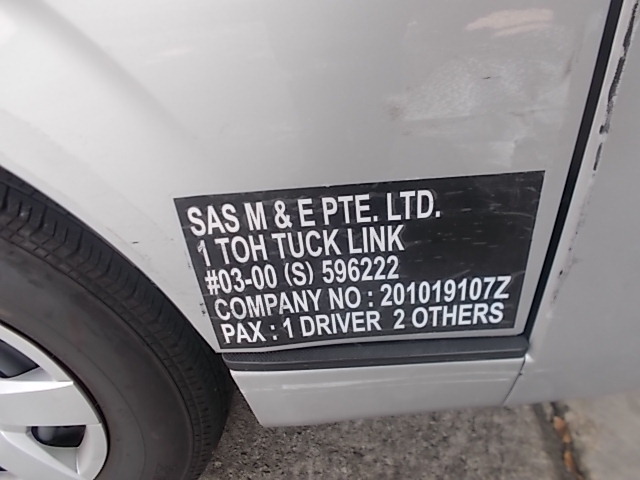 SAS M & E PTE. LTD.
1 TOH TUCK LINK
#03-00 (S) 596222
COMPANY NO : 201019107Z
PAX : 1 DRIVER 2 OTHERS